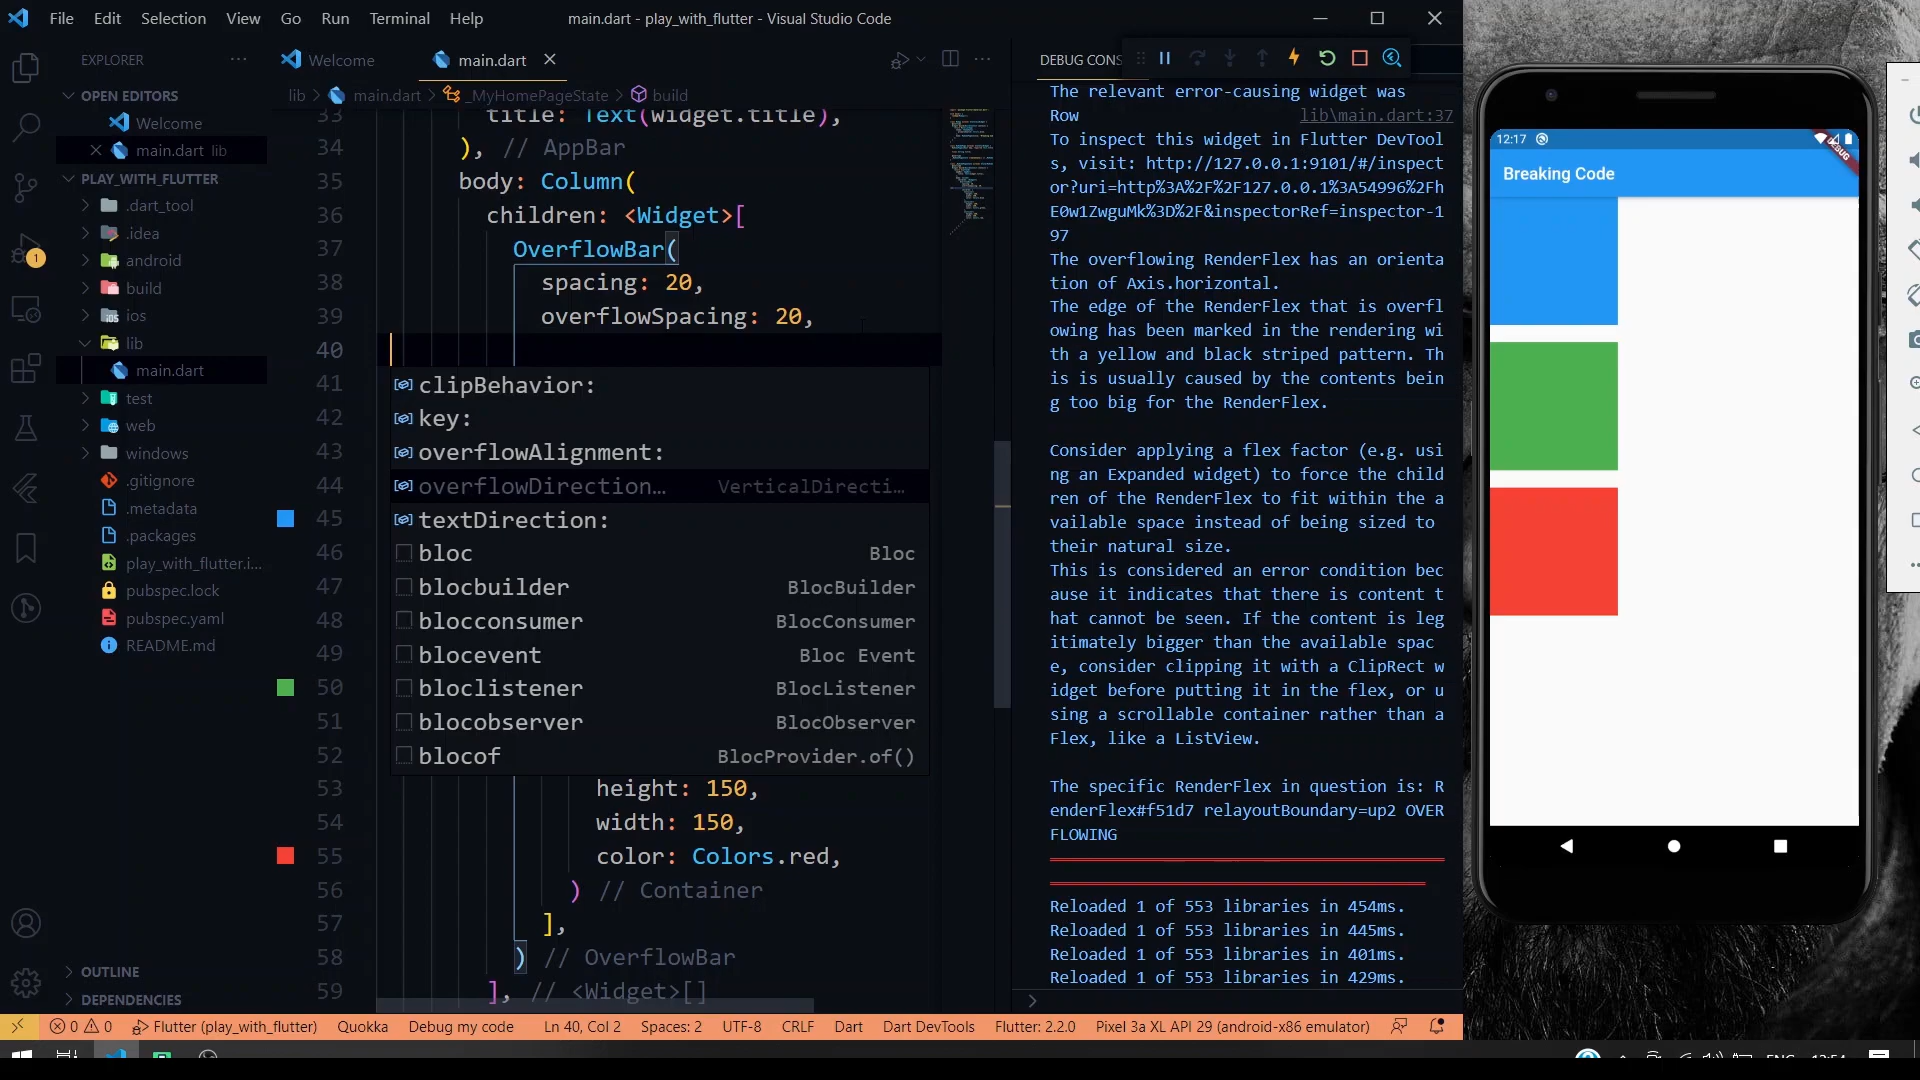 File Edit Selection View Go Run Terminal Help
main.dart - play_with_flutter - Visual Studio Code
EXPLORER
OPEN EDITORS
Welcome
main.dart lib
PLAY_WITH_FLUTTER
.dart_tool
.idea
android
build
ios
lib
main.dart
test
web
windows
.gitignore
.metadata
.packages
play_with_flutter.i...
pubspec.lock
pubspec.yaml
README.md
OUTLINE
DEPENDENCIES
1
Welcome
main.dart
lib > main.dart > _MyHomePageState > build
33 title: Text(widget.title),
34 ), // AppBar
35 body: Column(
36 children: <Widget>[
37 OverflowBar(
38 spacing: 20,
39 overflowSpacing: 20,
40
41
42
43
44
45
46
47
48
49
50
51
52
clipBehavior:
key:
overflowAlignment:
overflowDirection… VerticalDirecti…
textDirection:
bloc Bloc
blocbuilder BlocBuilder
blocconsumer BlocConsumer
blocevent Bloc Event
bloclistener BlocListener
blocobserver BlocObserver
blocof BlocProvider.of()
53 height: 150,
54 width: 150,
55 color: Colors.red,
56 ) // Container
57 ],
58 ) // OverflowBar
59 ], // <Widget>[]
DEBUG CONS
The relevant error-causing widget was
Row lib\main.dart:37
To inspect this widget in Flutter DevTool
s, visit: http://127.0.0.1:9101/#/inspect
or?uri=http%3A%2F%2F127.0.0.1%3A54996%2Fh
E0w1ZwguMk%3D%2F&inspectorRef=inspector-1
97
The overflowing RenderFlex has an orienta
tion of Axis.horizontal.
The edge of the RenderFlex that is overfl
owing has been marked in the rendering wi
th a yellow and black striped pattern. Th
is is usually caused by the contents bein
g too big for the RenderFlex.
Consider applying a flex factor (e.g. usi
ng an Expanded widget) to force the child
ren of the RenderFlex to fit within the a
vailable space instead of being sized to
their natural size.
This is considered an error condition bec
ause it indicates that there is content t
hat cannot be seen. If the content is leg
itimately bigger than the available spac
e, consider clipping it with a ClipRect w
idget before putting it in the flex, or u
sing a scrollable container rather than a
Flex, like a ListView.
The specific RenderFlex in question is: R
enderFlex#f51d7 relayoutBoundary=up2 OVER
FLOWING
Reloaded 1 of 553 libraries in 454ms.
Reloaded 1 of 553 libraries in 445ms.
Reloaded 1 of 553 libraries in 401ms.
Reloaded 1 of 553 libraries in 429ms.
12:17
DEBUG
Breaking Code
0 0 Flutter (play_with_flutter) Quokka Debug my code Ln 40, Col 2 Spaces: 2 UTF-8 CRLF Dart Dart DevTools Flutter: 2.2.0 Pixel 3a XL API 29 (android-x86 emulator)